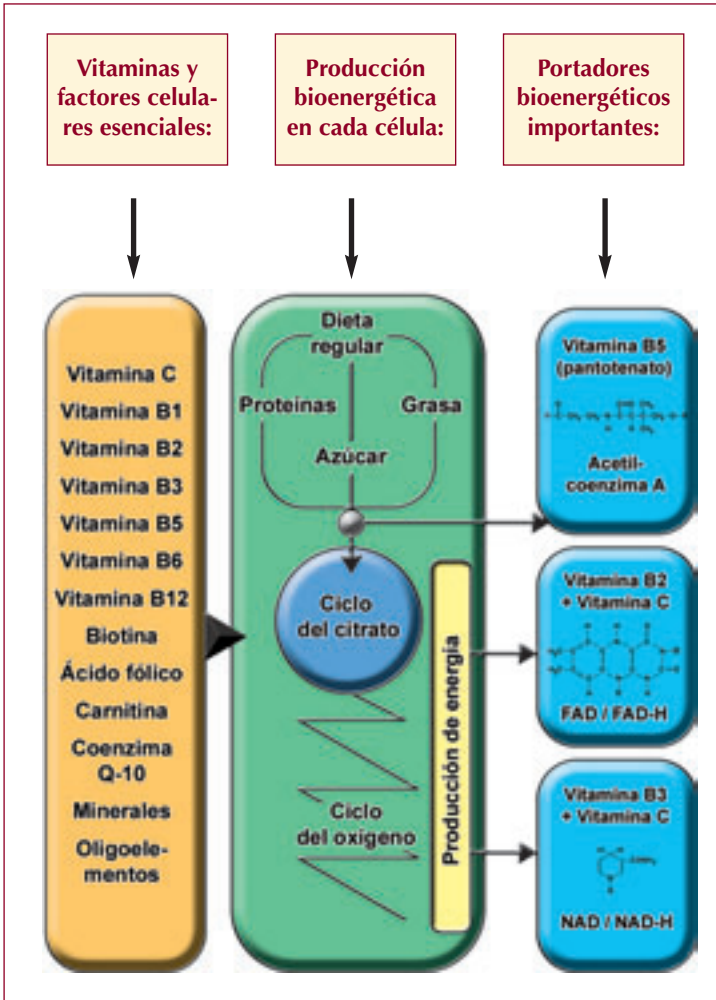 Vitaminas y
factores celula-
res esenciales:
Producción
bioenergética
en cada célula:
Portadores
bioenergéticos
importantes:
Vitamina C
Vitamina B1
Vitamina B2
Vitamina B3
Vitamina B5
Vitamina B6
Vitamina B12
Biotina
Ácido fólico
Carnitina
Coenzima
Q-10
Minerales
Oligoele-
mentos
Dieta
regular
Proteínas
Grasa
Azúcar
Ciclo
del citrato
Ciclo
del oxígeno
Producción de energía
Vitamina B5
(pantotenato)
Acetil-
coenzima A
Vitamina B2
+ Vitamina C
FAD / FAD-H
Vitamina B3
+ Vitamina C
NAD / NAD-H